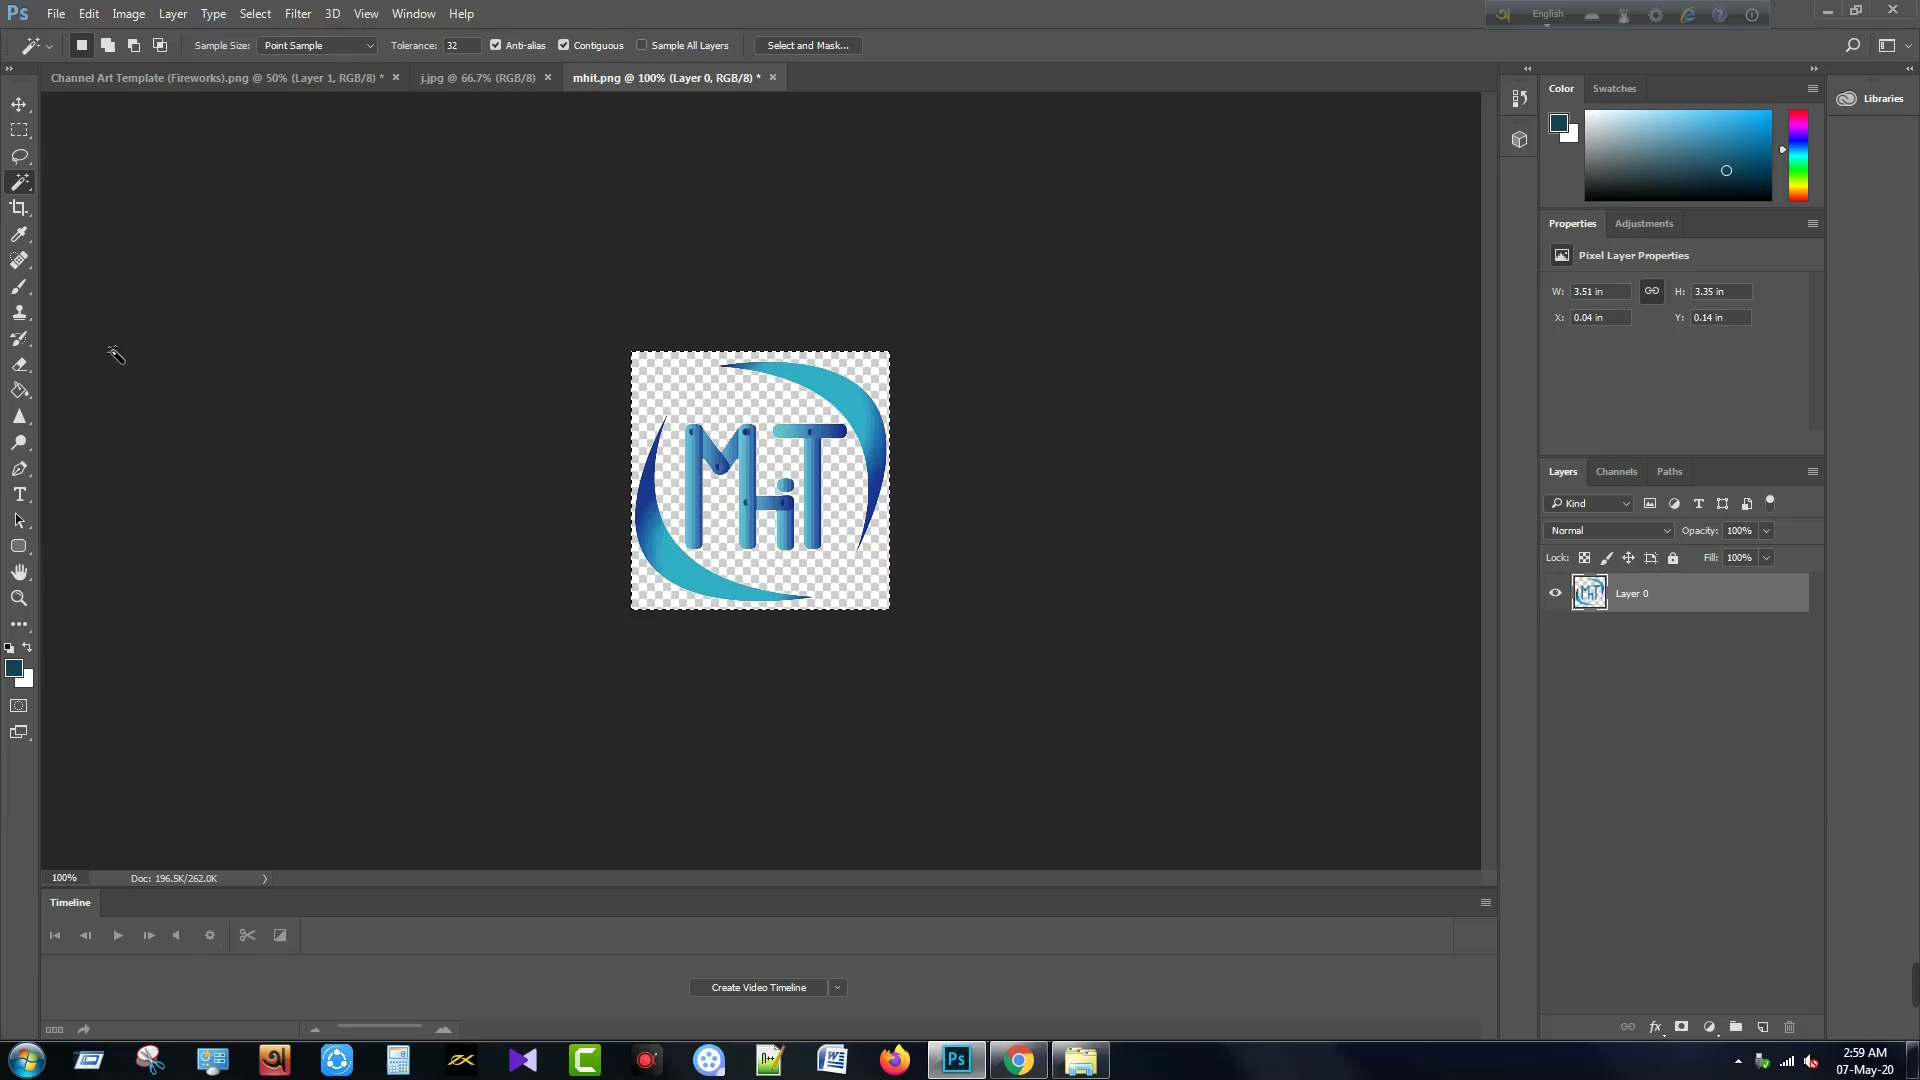 Ps File Edit Image Layer Type Select Filter 3D View Window Help
English
Sample Size: Point Sample Tolerance: 32 Anti-alias Contiguous Sample All Layers Select and Mask...
Channel Art Template (Fireworks).png @ 50% (Layer 1, RGB/8) * × j.jpg @ 66.7% (RGB/8) × mhit.png @ 100% (Layer 0, RGB/8) * ×
Color Swatches
Libraries
Properties Adjustments
Pixel Layer Properties
W: 3.51 in H: 3.35 in
X: 0.04 in Y: 0.14 in
MhiT
Layers Channels Paths
Kind
Normal Opacity: 100%
Lock: Fill: 100%
Layer 0
100% Doc: 196.5K/262.0K
Timeline
Create Video Timeline
fx
Ps
2:59 AM
07-May-20